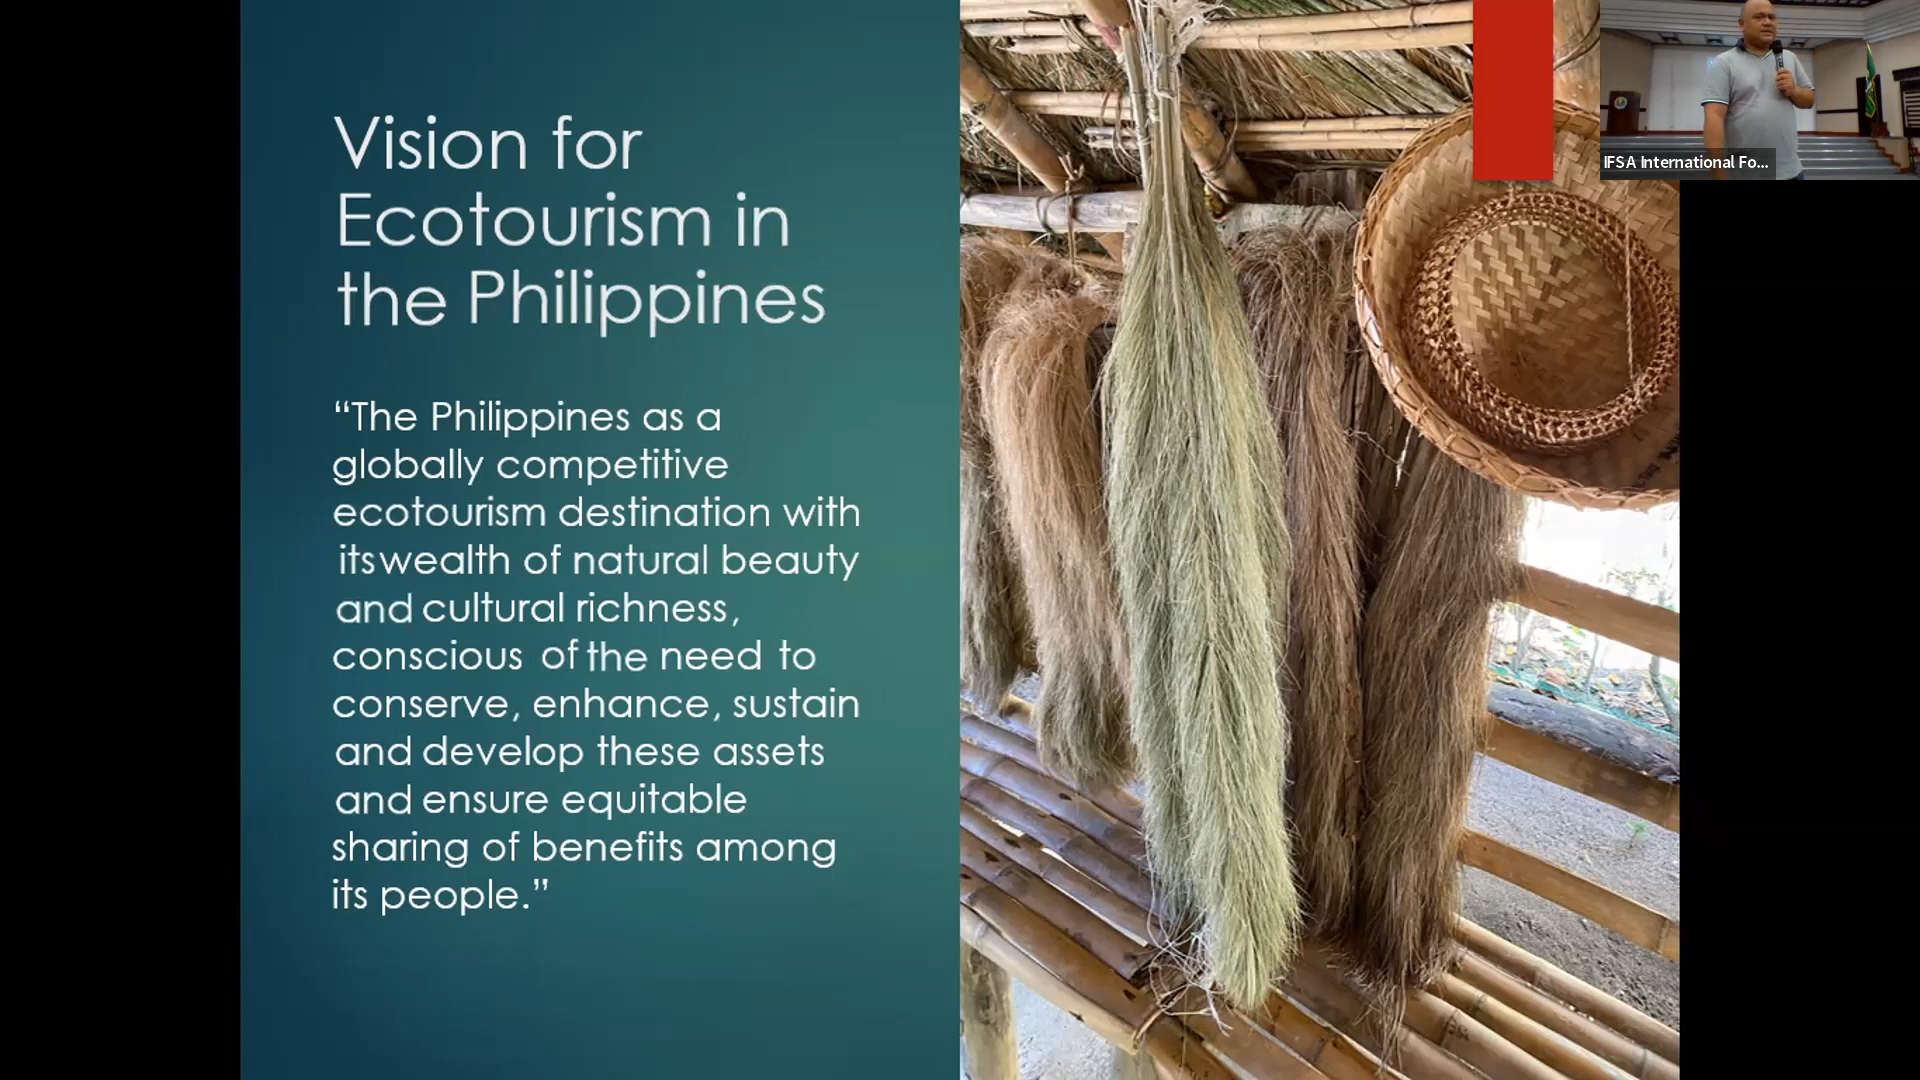 Vision for
Ecotourism in
the Philippines
“The Philippines as a
globally competitive
ecotourism destination with
its wealth of natural beauty
and cultural richness,
conscious of the need to
conserve, enhance, sustain
and develop these assets
and ensure equitable
sharing of benefits among
its people.”
IFSA International Fo...